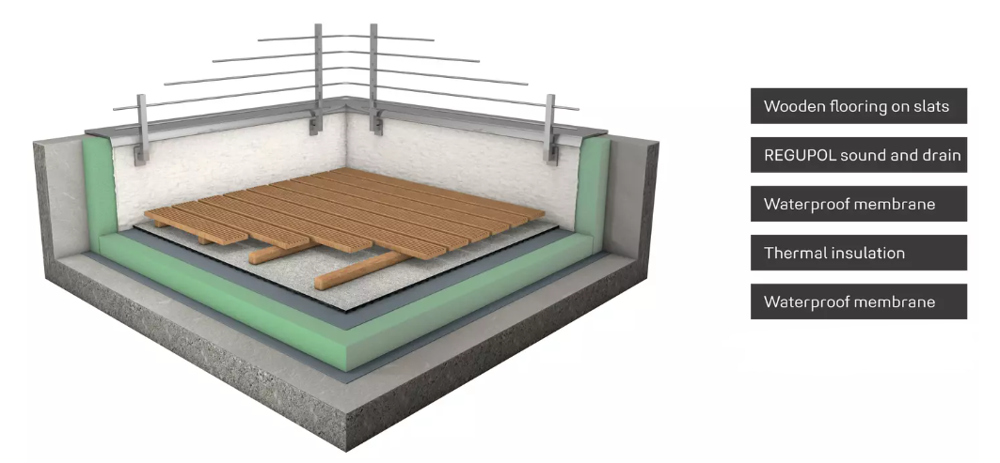 Wooden flooring on slats
REGUPOL sound and drain
Waterproof membrane
Thermal insulation
Waterproof membrane